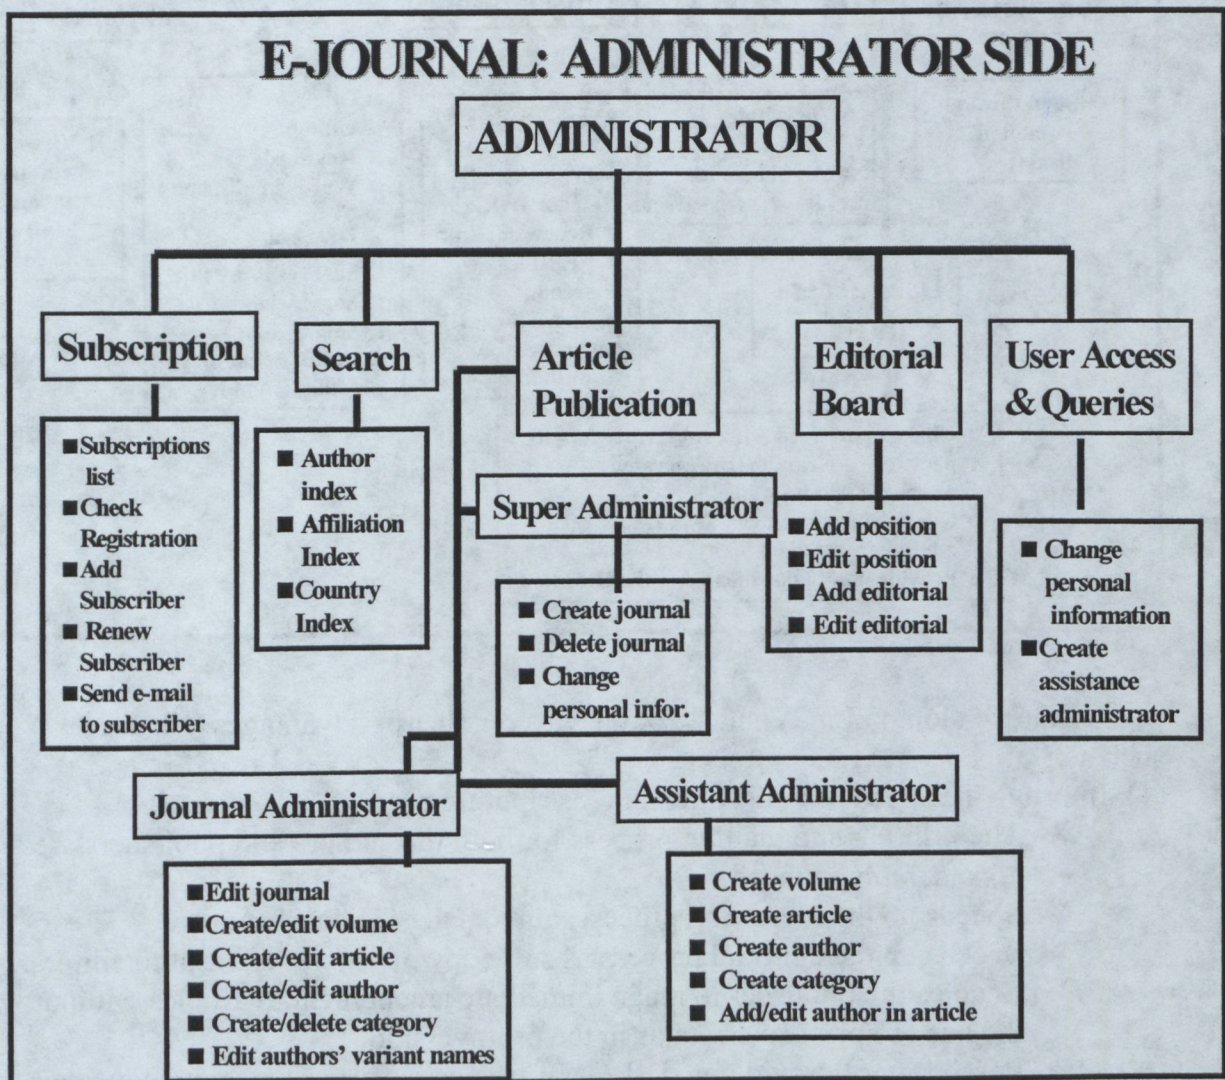 E-JOURNAL: ADMINISTRATOR SIDE
ADMINISTRATOR
Subscription
Search
Article
Publication
Editorial
Board
User Access
& Queries
■Subscriptions
list
■Check
Registration
■Add
Subscriber
■ Renew
Subscriber
■Send e-mail
to subscriber
■ Author
index
■ Affiliation
Index
■Country
Index
Super Administrator
■ Create journal
■ Delete journal
■ Change
personal infor.
■Add position
■Edit position
■ Add editorial
■ Edit editorial
■ Change
personal
information
■Create
assistance
administrator
Journal Administrator
■Edit journal
■Create/edit volume
■ Create/edit article
■ Create/edit author
■ Create/delete category
■ Edit authors' variant names
Assistant Administrator
■ Create volume
■ Create article
■ Create author
■ Create category
■ Add/edit author in article